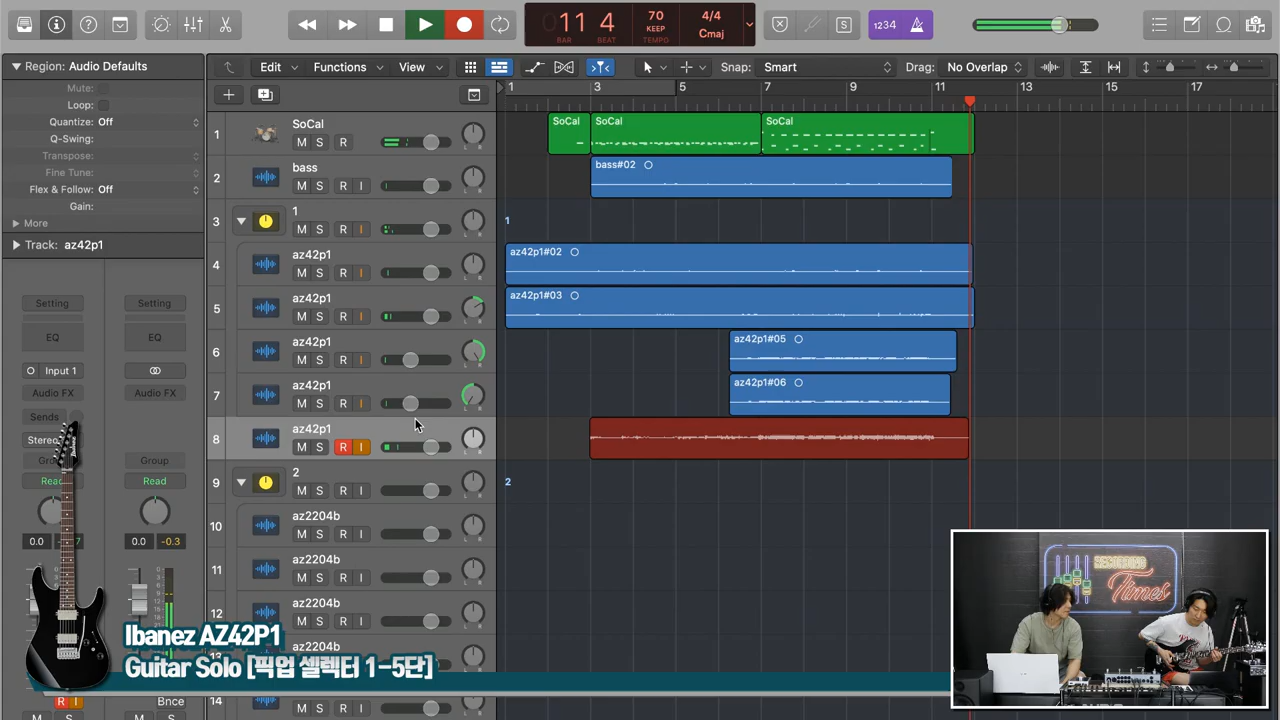 11 4
BAR BEAT
70
KEEP
TEMPO
4/4
Cmaj
S
1234
Region: Audio Defaults
Mute:
Loop:
Quantize: Off
Q-Swing:
Transpose:
Fine Tune:
Flex & Follow: Off
Gain:
More
Track: az42p1
Edit Functions View
Snap: Smart
Drag: No Overlap
1 3 5 7 9 11 13 15 17
1 SoCal
M S R
SoCal SoCal SoCal
2 bass
M S R I
bass#02
3 1
M S R I
1
4 az42p1
M S R I
az42p1#02
5 az42p1
M S R I
az42p1#03
6 az42p1
M S R I
az42p1#05
7 az42p1
M S R I
az42p1#06
8 az42p1
M S R I
9 2
M S R I
2
10 az2204b
M S R I
11 az2204b
M S R I
12 az2204b
M S R I
az2204b
14
M S R I
Setting Setting
EQ EQ
Input 1
Audio FX Audio FX
Sends
Stereo
Group
Read Read
0.0 0.0 -0.3
R I
Bnce
M S M
Ibanez AZ42P1
Guitar Solo [픽업 셀렉터 1-5단]
RECORDING
Times